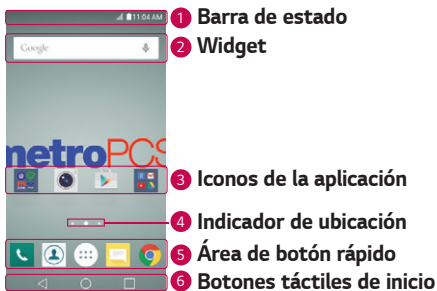 11:04 AM
1 Barra de estado
Google
2 Widget
metroPCS
3 Iconos de la aplicación
4 Indicador de ubicación
5 Área de botón rápido
6 Botones táctiles de inicio